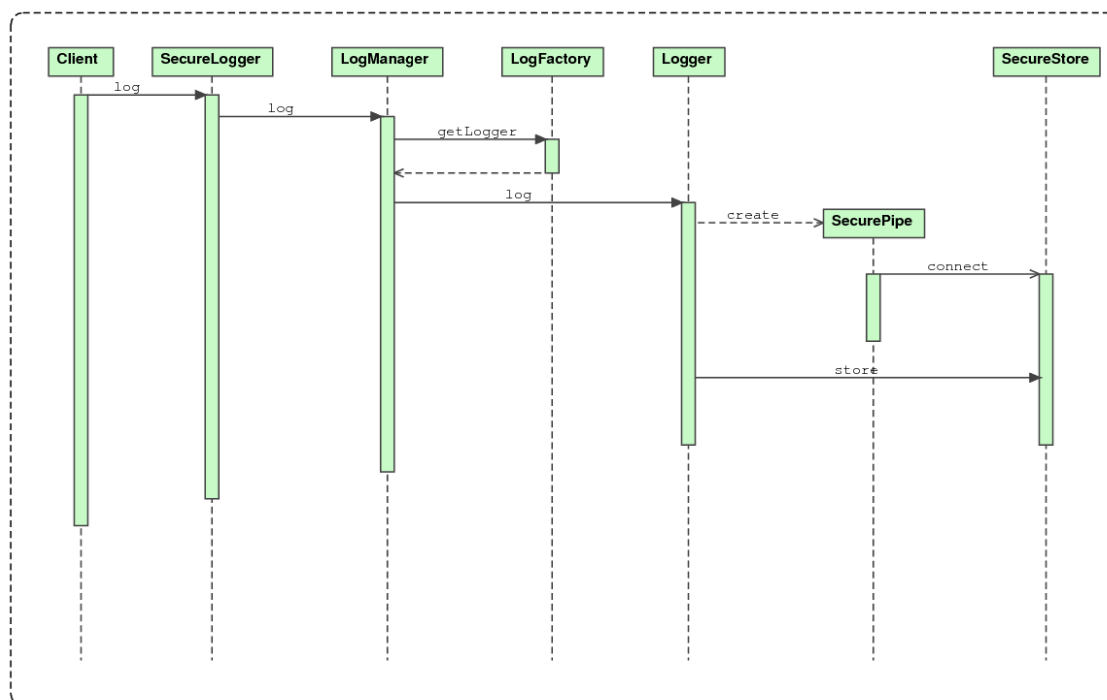 Client
SecureLogger
LogManager
LogFactory
Logger
SecureStore
log
log
getLogger
log
create
SecurePipe
connect
store